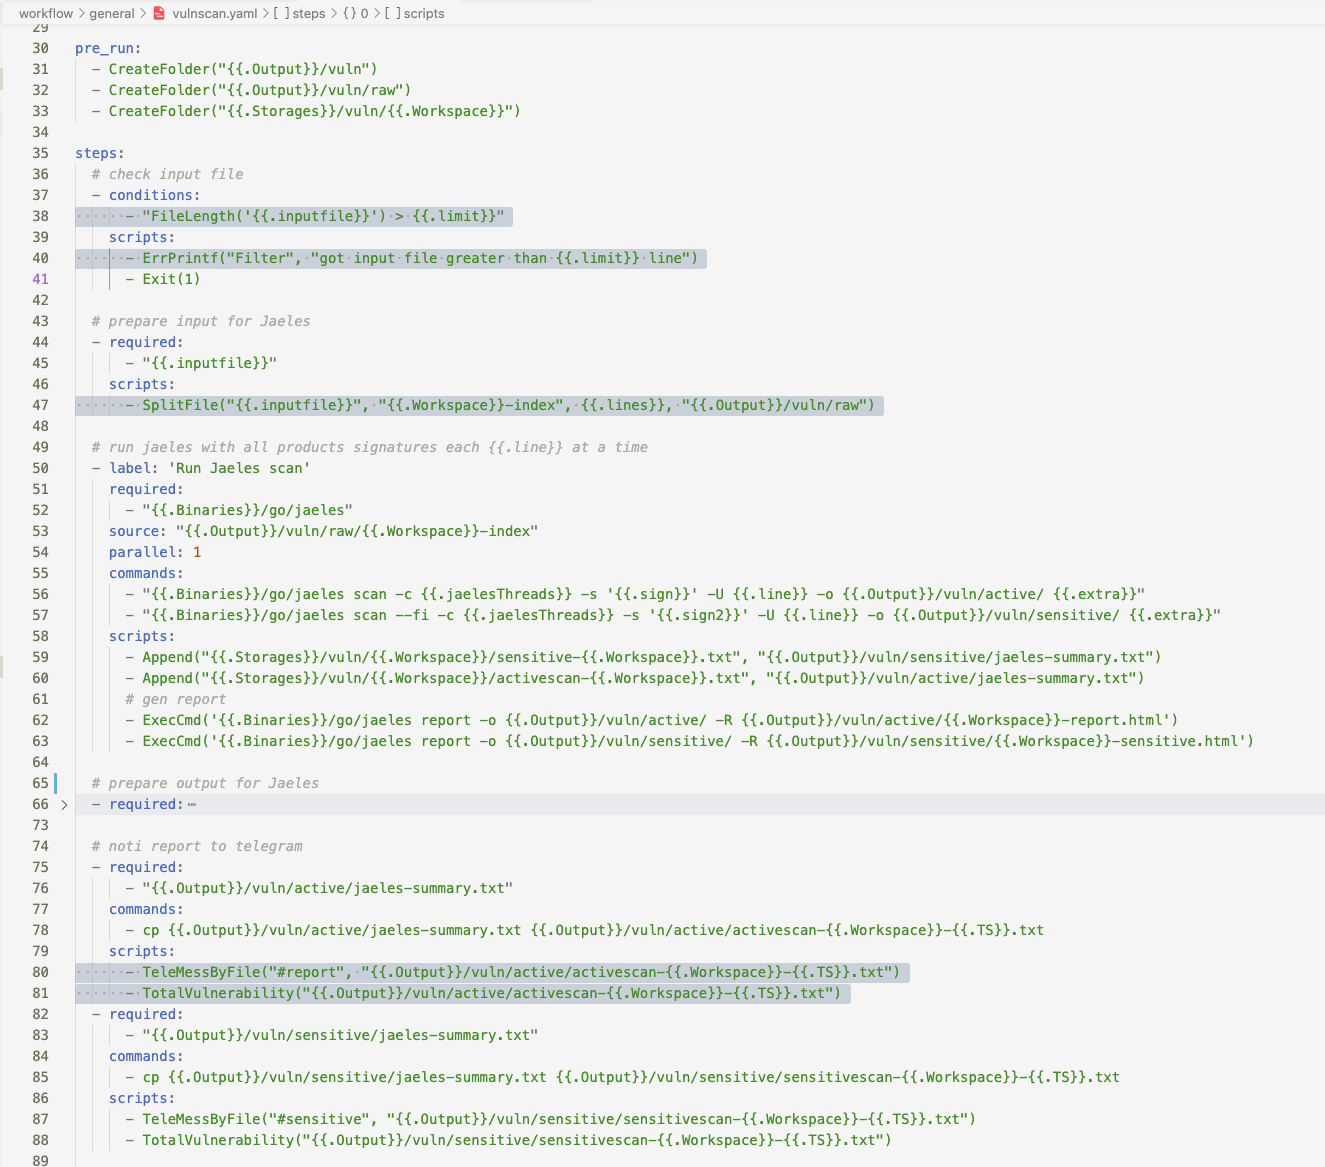 workflow > general > vulnscan.yaml > [ ] steps > {} 0 > [ ] scripts
29
30 pre_run:
31   - CreateFolder("{{.Output}}/vuln")
32   - CreateFolder("{{.Output}}/vuln/raw")
33   - CreateFolder("{{.Storages}}/vuln/{{.Workspace}}")
34
35 steps:
36   # check input file
37   - conditions:
38       - "FileLength('{{.inputfile}}') > {{.limit}}"
39     scripts:
40       - ErrPrintf("Filter", "got input file greater than {{.limit}} line")
41       - Exit(1)
42
43   # prepare input for Jaeles
44   - required:
45       - "{{.inputfile}}"
46     scripts:
47       - SplitFile("{{.inputfile}}", "{{.Workspace}}-index", {{.lines}}, "{{.Output}}/vuln/raw")
48
49   # run jaeles with all products signatures each {{.line}} at a time
50   - label: 'Run Jaeles scan'
51     required:
52       - "{{.Binaries}}/go/jaeles"
53     source: "{{.Output}}/vuln/raw/{{.Workspace}}-index"
54     parallel: 1
55     commands:
56       - "{{.Binaries}}/go/jaeles scan -c {{.jaelesThreads}} -s '{{.sign}}' -U {{.line}} -o {{.Output}}/vuln/active/ {{.extra}}"
57       - "{{.Binaries}}/go/jaeles scan --fi -c {{.jaelesThreads}} -s '{{.sign2}}' -U {{.line}} -o {{.Output}}/vuln/sensitive/ {{.extra}}"
58     scripts:
59       - Append("{{.Storages}}/vuln/{{.Workspace}}/sensitive-{{.Workspace}}.txt", "{{.Output}}/vuln/sensitive/jaeles-summary.txt")
60       - Append("{{.Storages}}/vuln/{{.Workspace}}/activescan-{{.Workspace}}.txt", "{{.Output}}/vuln/active/jaeles-summary.txt")
61       # gen report
62       - ExecCmd('{{.Binaries}}/go/jaeles report -o {{.Output}}/vuln/active/ -R {{.Output}}/vuln/active/{{.Workspace}}-report.html')
63       - ExecCmd('{{.Binaries}}/go/jaeles report -o {{.Output}}/vuln/sensitive/ -R {{.Output}}/vuln/sensitive/{{.Workspace}}-sensitive.html')
64
65   # prepare output for Jaeles
66 > - required:⋯
73
74   # noti report to telegram
75   - required:
76       - "{{.Output}}/vuln/active/jaeles-summary.txt"
77     commands:
78       - cp {{.Output}}/vuln/active/jaeles-summary.txt {{.Output}}/vuln/active/activescan-{{.Workspace}}-{{.TS}}.txt
79     scripts:
80       - TeleMessByFile("#report", "{{.Output}}/vuln/active/activescan-{{.Workspace}}-{{.TS}}.txt")
81       - TotalVulnerability("{{.Output}}/vuln/active/activescan-{{.Workspace}}-{{.TS}}.txt")
82   - required:
83       - "{{.Output}}/vuln/sensitive/jaeles-summary.txt"
84     commands:
85       - cp {{.Output}}/vuln/sensitive/jaeles-summary.txt {{.Output}}/vuln/sensitive/sensitivescan-{{.Workspace}}-{{.TS}}.txt
86     scripts:
87       - TeleMessByFile("#sensitive", "{{.Output}}/vuln/sensitive/sensitivescan-{{.Workspace}}-{{.TS}}.txt")
88       - TotalVulnerability("{{.Output}}/vuln/sensitive/sensitivescan-{{.Workspace}}-{{.TS}}.txt")
89